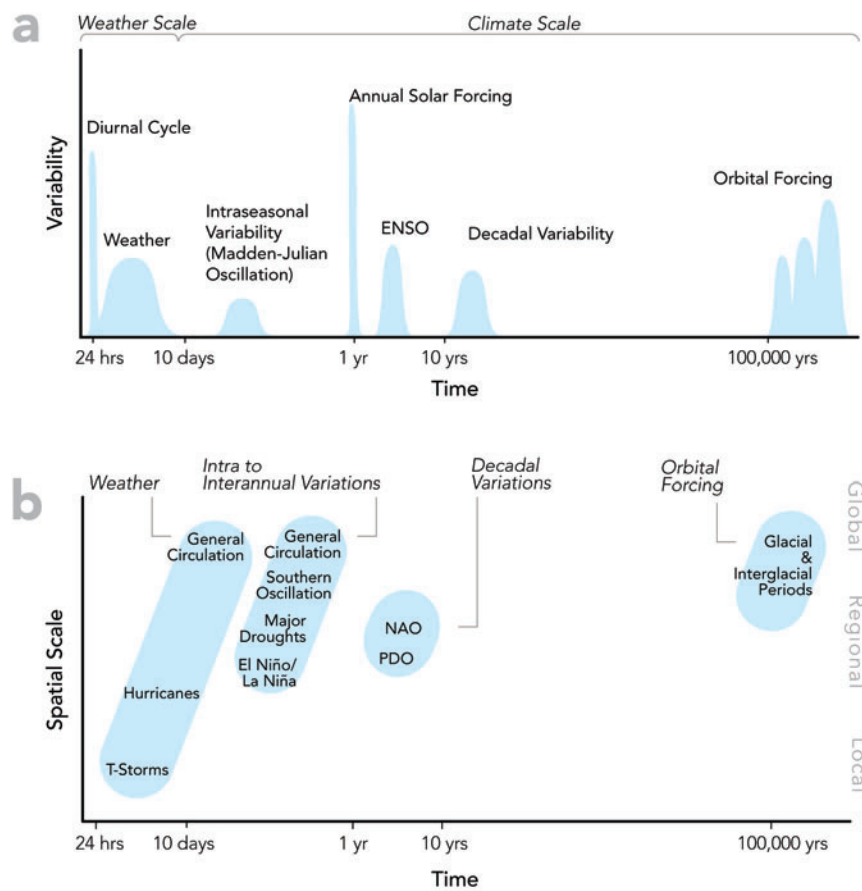 a
Weather Scale
Climate Scale
Annual Solar Forcing
Diurnal Cycle
Orbital Forcing
Intraseasonal
Variability
(Madden-Julian
Oscillation)
Weather
ENSO
Decadal Variability
Variability
24 hrs
10 days
1 yr
10 yrs
100,000 yrs
Time
b
Weather
Intra to
Interannual Variations
Decadal
Variations
Orbital
Forcing
General
Circulation
General
Circulation
Southern
Oscillation
Major
Droughts
El Niño/
La Niña
Hurricanes
T-Storms
NAO
PDO
Glacial
&
Interglacial
Periods
Global
Regional
Local
Spatial Scale
24 hrs
10 days
1 yr
10 yrs
100,000 yrs
Time